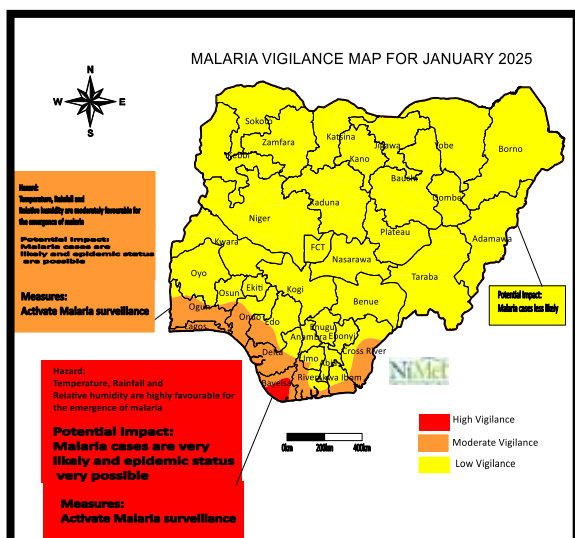 MALARIA VIGILANCE MAP FOR JANUARY 2025
N
W
E
S
Sokoto
Zamfara
Katsina
Kano
Jigawa
Yobe
Borno
Kebbi
Bauchi
Gombe
Kaduna
Niger
Plateau
Adamawa
Kwara
FCT
Nasarawa
Taraba
Oyo
Osun
Ekiti
Kogi
Benue
Ogun
Lagos
Ondo
Edo
Enugu
Anambra
Ebonyi
Cross River
Delta
Imo
Abia
Bayelsa
Rivers
Akwa Ibom
Hazard:
Temperature, Rainfall and
Relative humidity are moderately favourable for
the emergence of malaria
Potential Impact:
Malaria cases are
likely and epidemic status
are possible
Measures:
Activate Malaria surveillance
Potential Impact:
Malaria cases less likely
Hazard:
Temperature, Rainfall and
Relative humidity are highly favourable for
the emergence of malaria
Potential Impact:
Malaria cases are very
likely and epidemic status
very possible
Measures:
Activate Malaria surveillance
NiMet
0km 200km 400km
High Vigilance
Moderate Vigilance
Low Vigilance